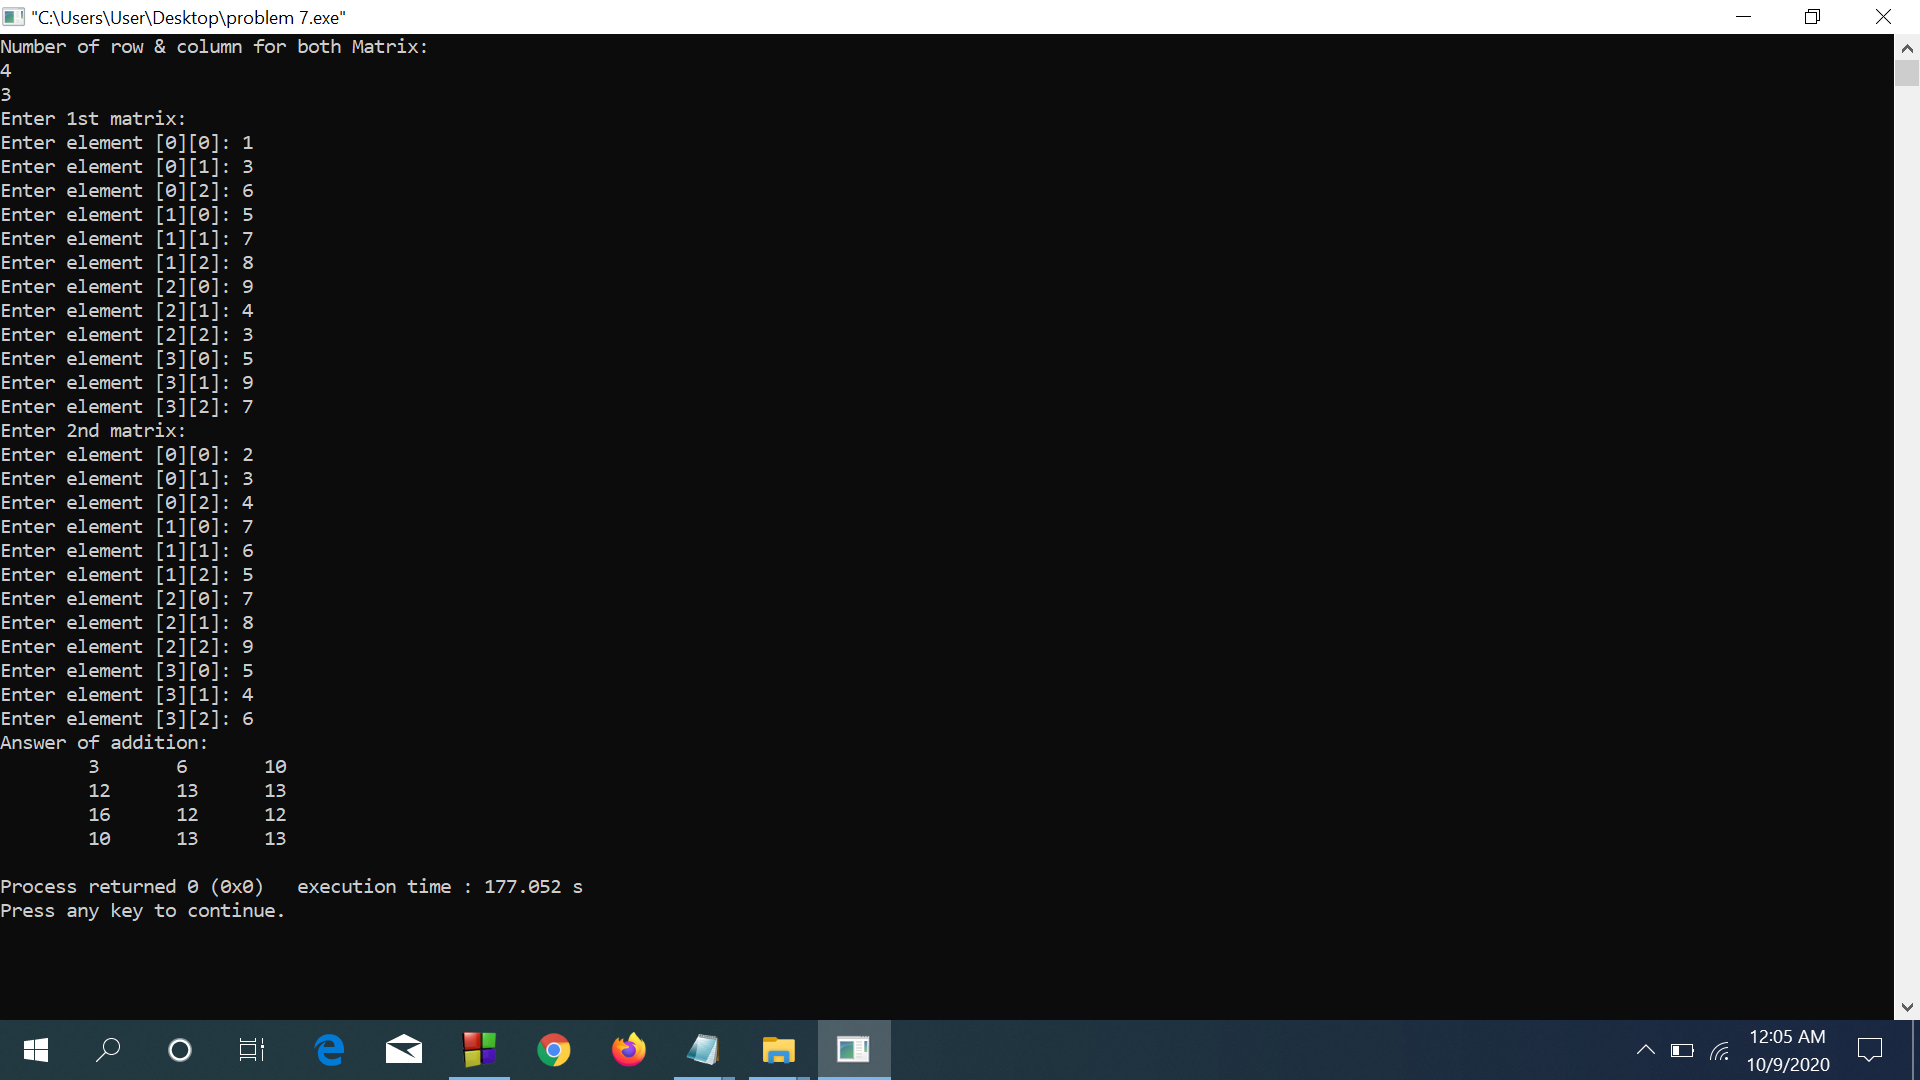 "C:\Users\User\Desktop\problem 7.exe"
Number of row & column for both Matrix:
4
3
Enter 1st matrix:
Enter element [0][0]: 1
Enter element [0][1]: 3
Enter element [0][2]: 6
Enter element [1][0]: 5
Enter element [1][1]: 7
Enter element [1][2]: 8
Enter element [2][0]: 9
Enter element [2][1]: 4
Enter element [2][2]: 3
Enter element [3][0]: 5
Enter element [3][1]: 9
Enter element [3][2]: 7
Enter 2nd matrix:
Enter element [0][0]: 2
Enter element [0][1]: 3
Enter element [0][2]: 4
Enter element [1][0]: 7
Enter element [1][1]: 6
Enter element [1][2]: 5
Enter element [2][0]: 7
Enter element [2][1]: 8
Enter element [2][2]: 9
Enter element [3][0]: 5
Enter element [3][1]: 4
Enter element [3][2]: 6
Answer of addition:
3 6 10
12 13 13
16 12 12
10 13 13
Process returned 0 (0x0) execution time : 177.052 s
Press any key to continue.
12:05 AM
10/9/2020